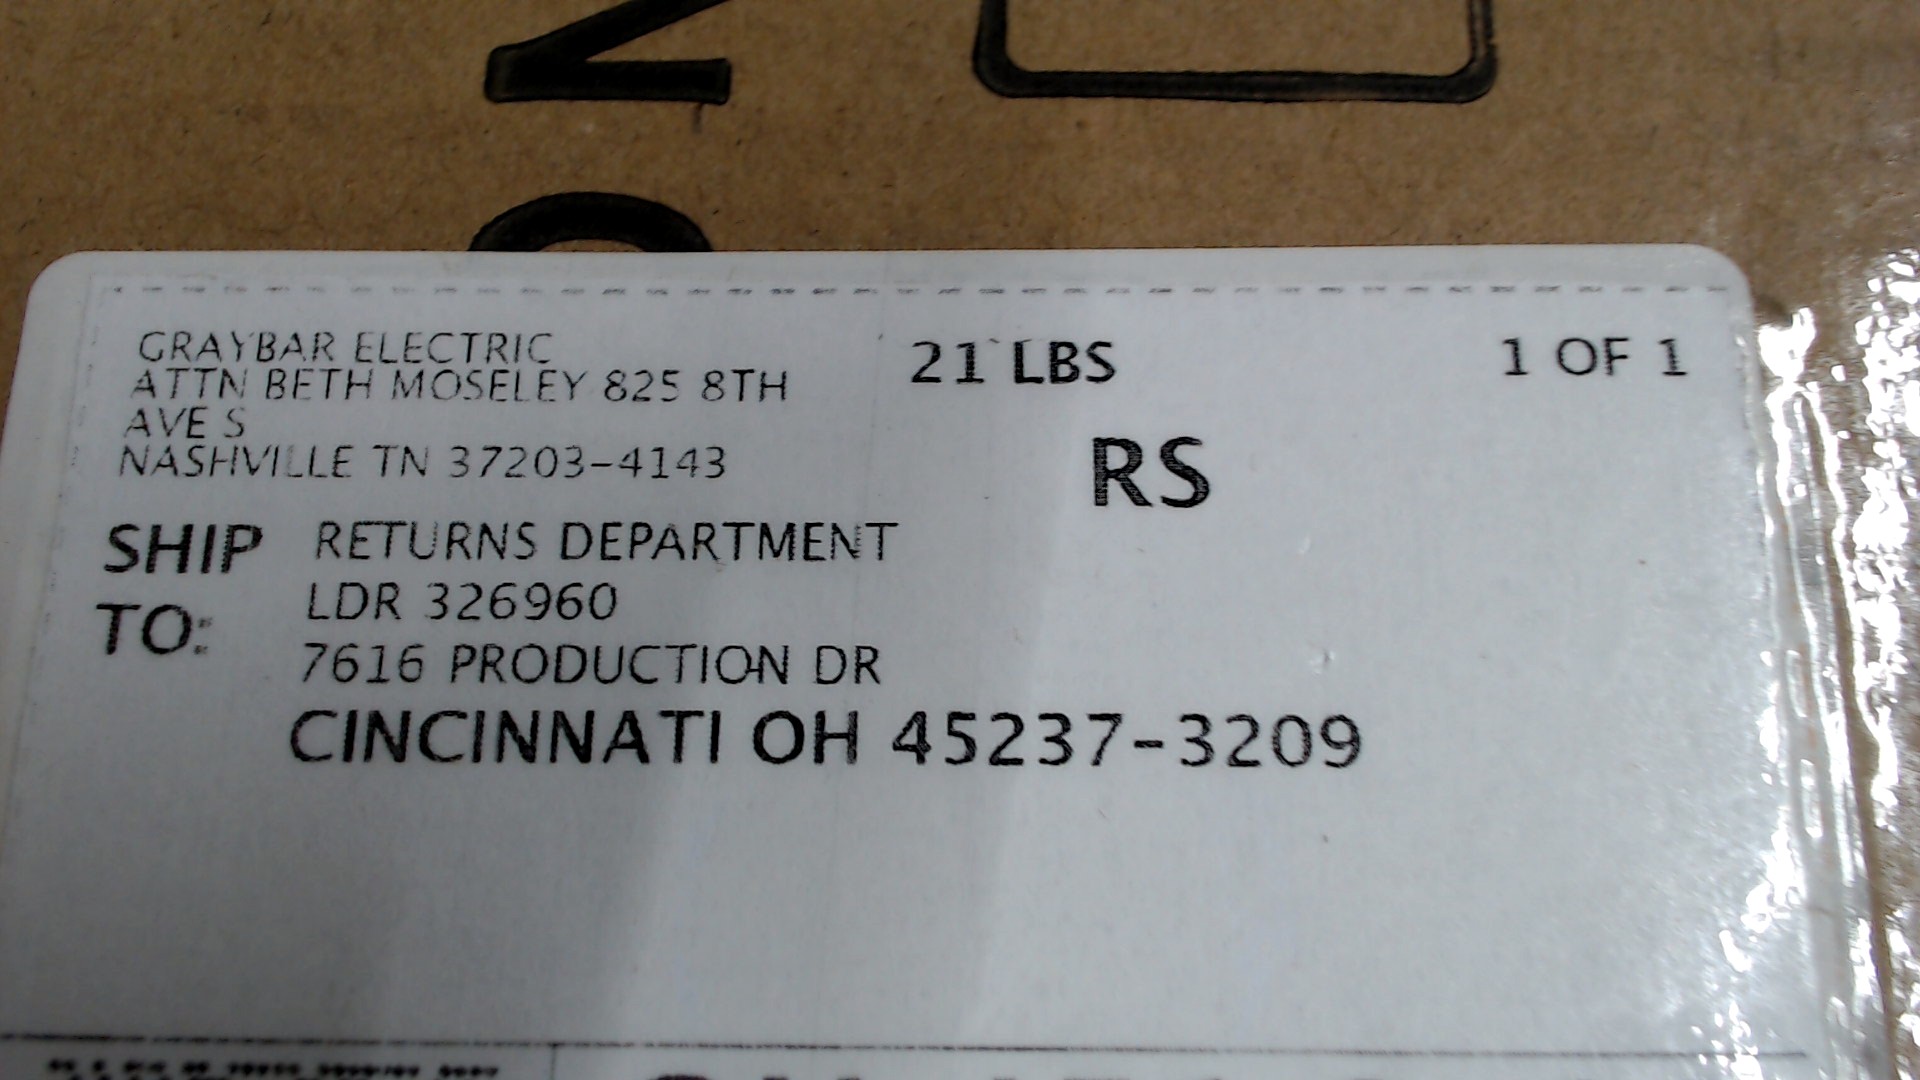 GRAYBAR ELECTRIC
ATTN BETH MOSELEY 825 8TH
AVE S
NASHVILLE TN 37203-4143
21 LBS
1 OF 1
RS
SHIP TO:
RETURNS DEPARTMENT
LDR 326960
7616 PRODUCTION DR
CINCINNATI OH 45237-3209